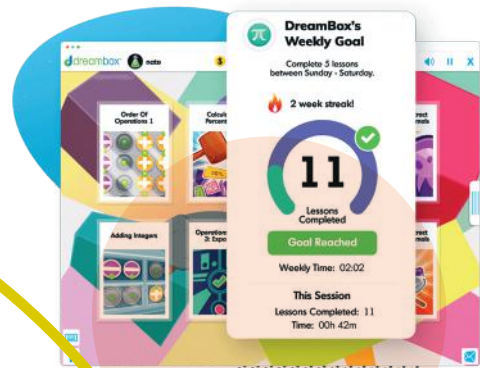 DreamBox's
Weekly Goal
Complete 5 lessons
between Sunday - Saturday.
2 week streak!
11
Lessons
Completed
Goal Reached
Weekly Time: 02:02
This Session
Lessons Completed: 11
Time: 00h 42m
dreambox
nate
$
X
Order Of
Operations 1
Adding Integers
π